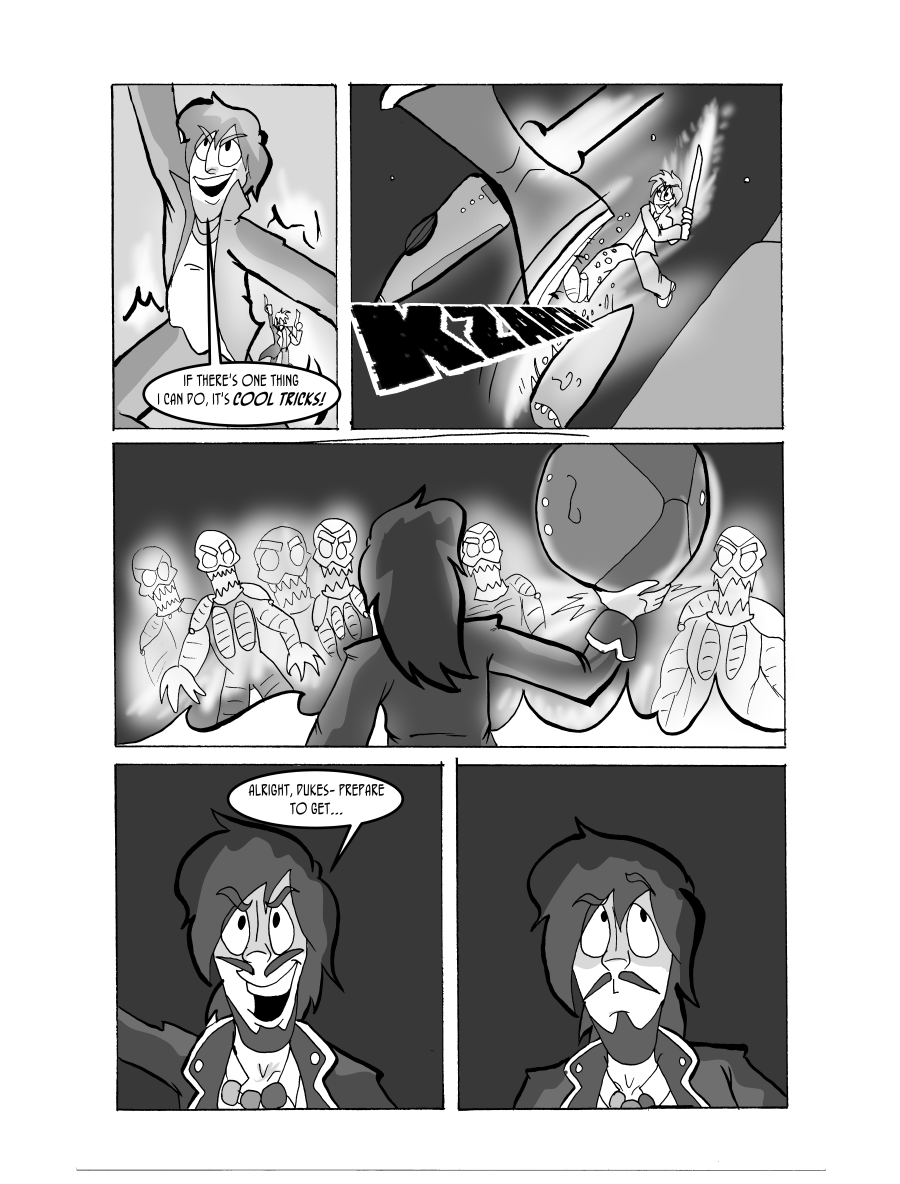 IF THERE'S ONE THING
I CAN DO, IT'S COOL TRICKS!
ALRIGHT, DUKES- PREPARE
TO GET...